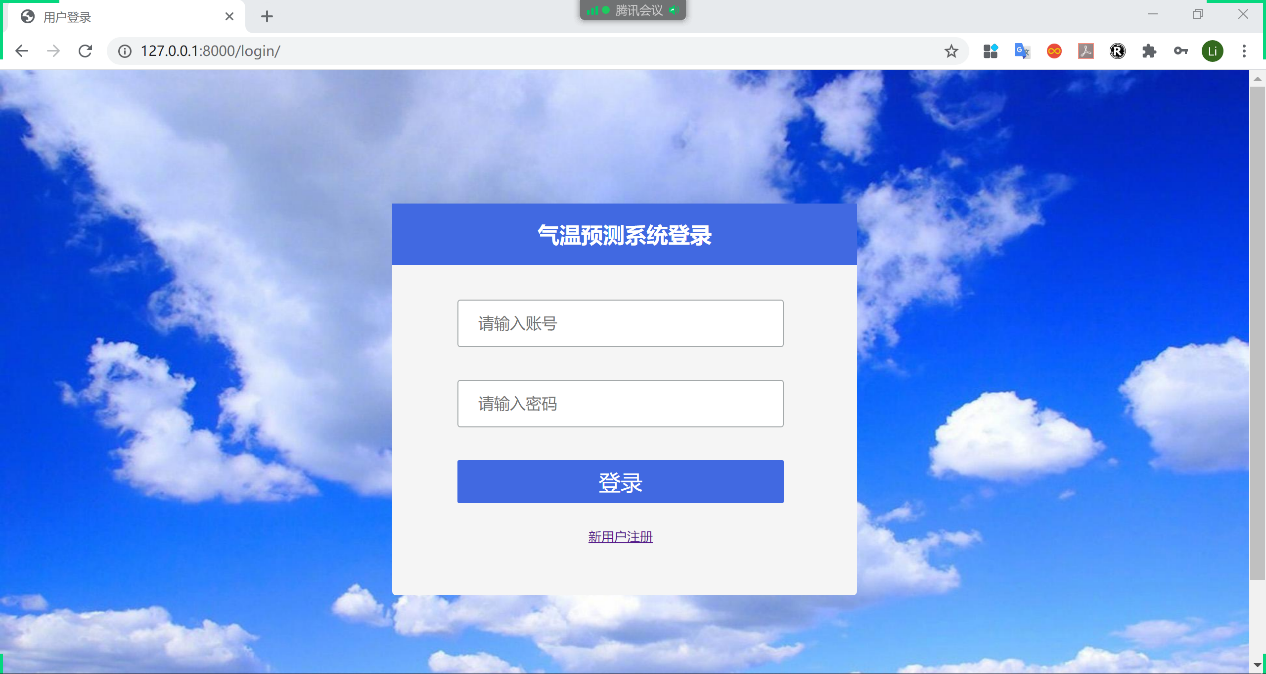 用户登录
腾讯会议
127.0.0.1:8000/login/
Li
气温预测系统登录
请输入账号
请输入密码
登录
新用户注册